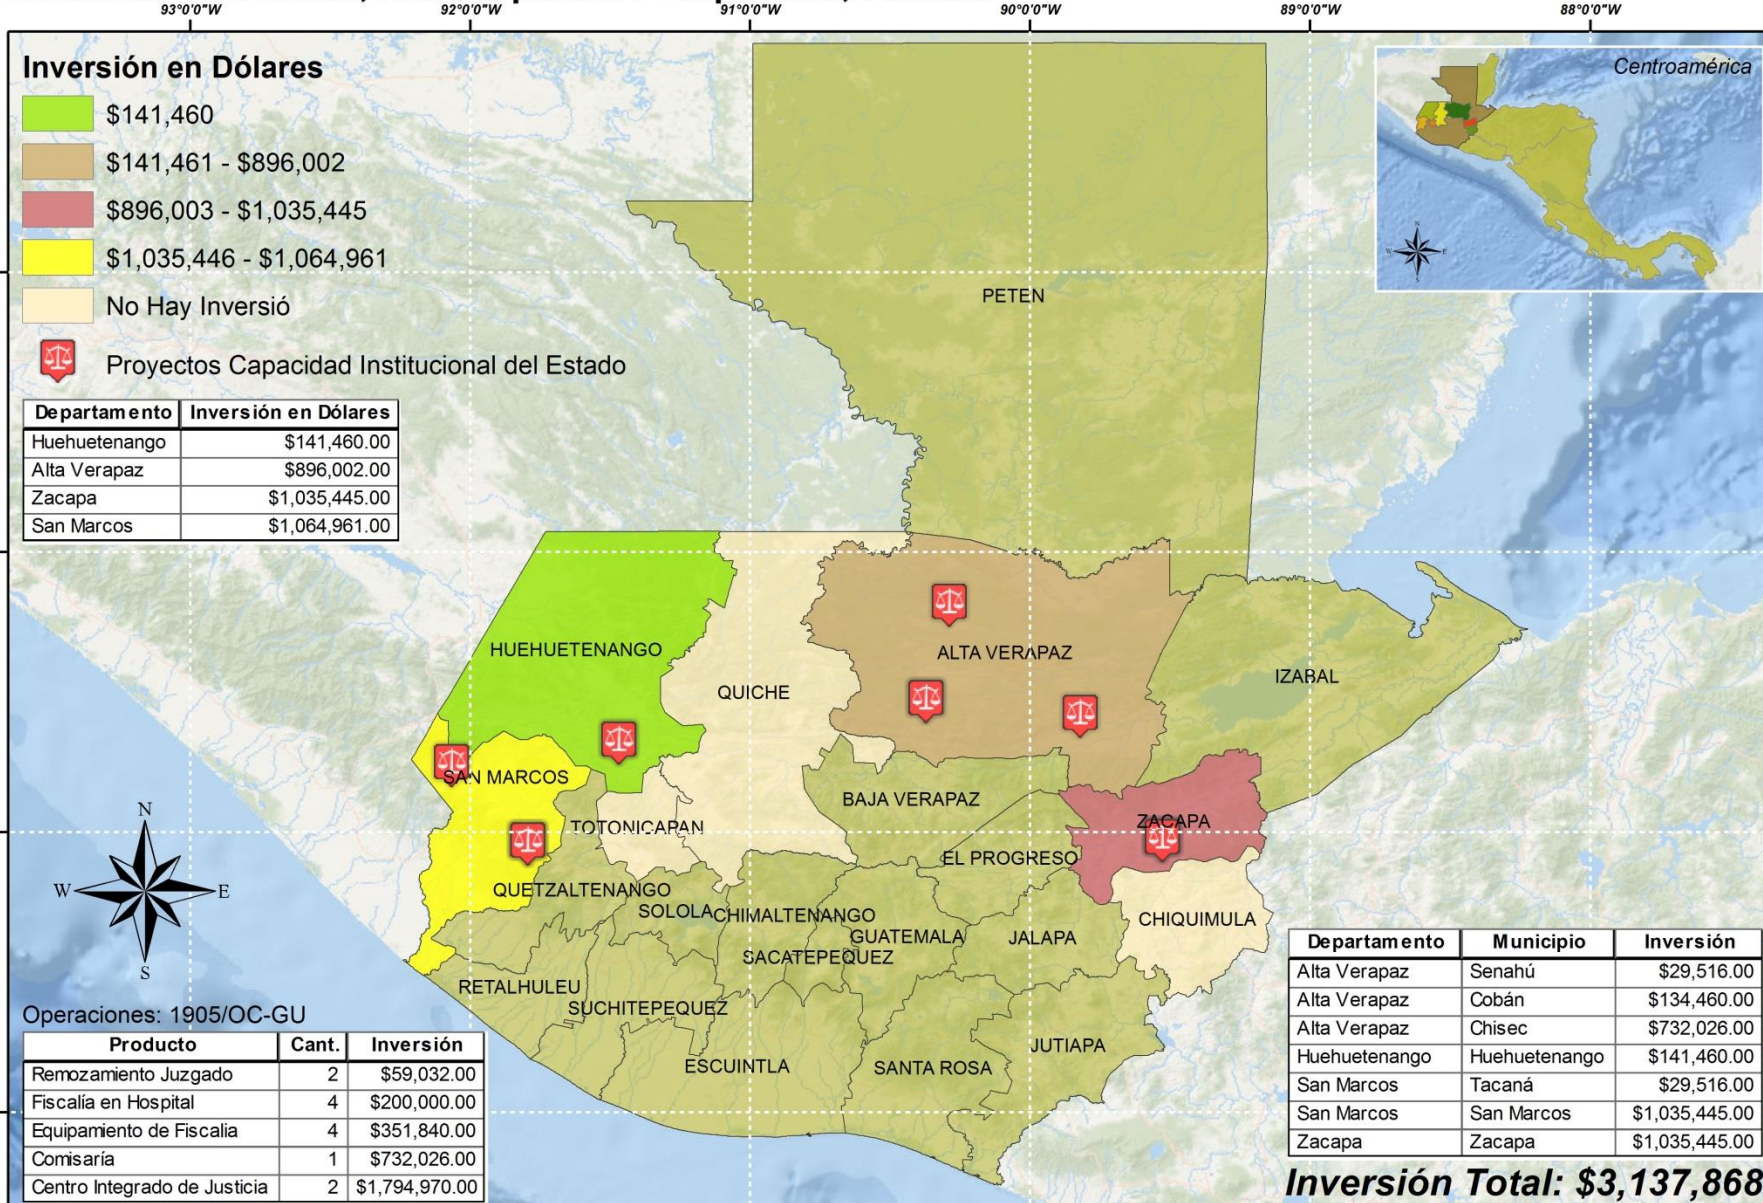 93°0'0"W 92°0'0"W 91°0'0"W 90°0'0"W 89°0'0"W 88°0'0"W
Inversión en Dólares
$141,460
$141,461 - $896,002
$896,003 - $1,035,445
$1,035,446 - $1,064,961
No Hay Inversió
Proyectos Capacidad Institucional del Estado
Departamento Inversión en Dólares
Huehuetenango $141,460.00
Alta Verapaz $896,002.00
Zacapa $1,035,445.00
San Marcos $1,064,961.00
Centroamérica
N
W E
S
PETEN
HUEHUETENANGO
ALTA VERAPAZ
QUICHE
IZABAL
SAN MARCOS
BAJA VERAPAZ
TOTONICAPAN
ZACAPA
EL PROGRESO
QUETZALTENANGO
SOLOLA
CHIMALTENANGO
CHIQUIMULA
GUATEMALA
JALAPA
SACATEPEQUEZ
RETALHULEU
SUCHITEPEQUEZ
JUTIAPA
ESCUINTLA
SANTA ROSA
N
W E
S
Operaciones: 1905/OC-GU
Producto Cant. Inversión
Remozamiento Juzgado 2 $59,032.00
Fiscalía en Hospital 4 $200,000.00
Equipamiento de Fiscalia 4 $351,840.00
Comisaría 1 $732,026.00
Centro Integrado de Justicia 2 $1,794,970.00
Departamento Municipio Inversión
Alta Verapaz Senahú $29,516.00
Alta Verapaz Cobán $134,460.00
Alta Verapaz Chisec $732,026.00
Huehuetenango Huehuetenango $141,460.00
San Marcos Tacaná $29,516.00
San Marcos San Marcos $1,035,445.00
Zacapa Zacapa $1,035,445.00
Inversión Total: $3,137,868